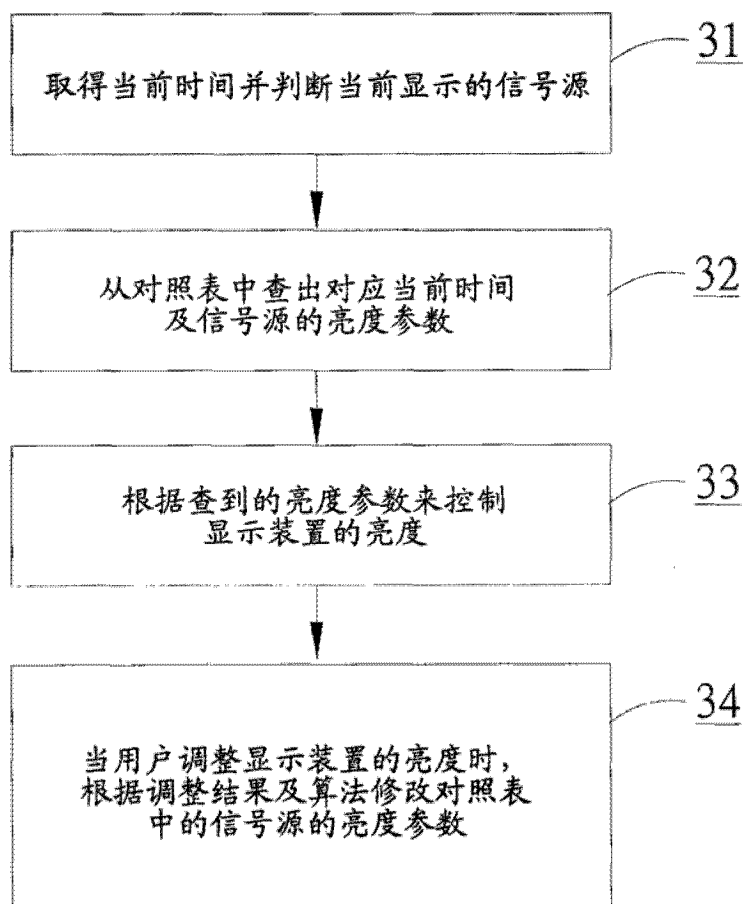 31
取得当前时间并判断当前显示的信号源
32
从对照表中查出对应当前时间
及信号源的亮度参数
33
根据查到的亮度参数来控制
显示装置的亮度
34
当用户调整显示装置的亮度时,
根据调整结果及算法修改对照表
中的信号源的亮度参数